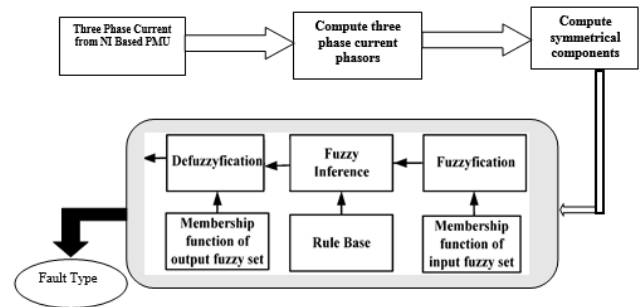 Three Phase Current
from NI Based PMU
Compute three
phase current
phasors
Compute
symmetrical
components
Defuzzyfication
Fuzzy
Inference
Fuzzyfication
Membership
function of
output fuzzy set
Rule Base
Membership
function of
input fuzzy set
Fault Type